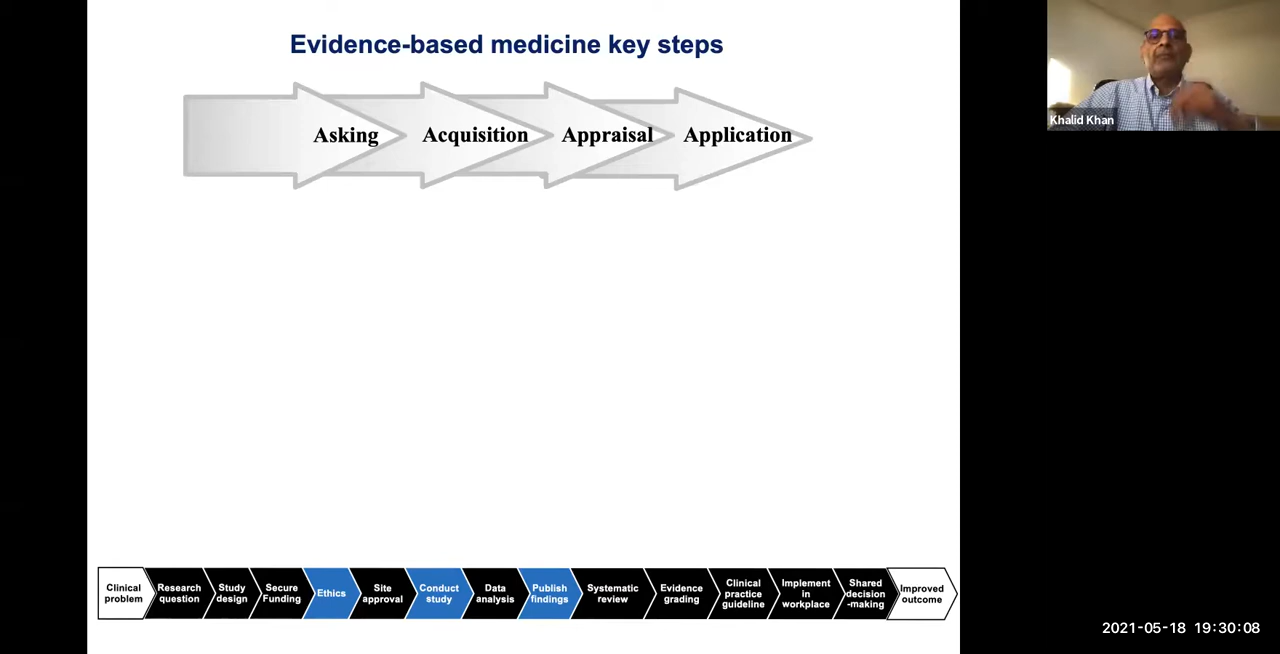 Evidence-based medicine key steps
Khalid Khan
Asking
Acquisition
Appraisal
Application
Clinical
problem
Research
question
Study
design
Secure
Funding
Ethics
Site
approval
Conduct
study
Data
analysis
Publish
findings
Systematic
review
Evidence
grading
Clinical
practice
guideline
Implement
in
workplace
Shared
decision
-making
Improved
outcome
2021-05-18 19:30:08